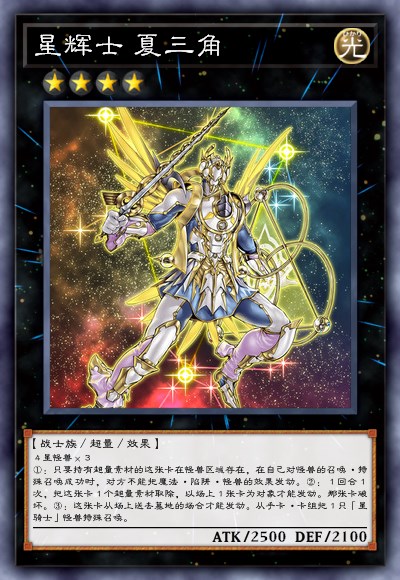 星辉士 夏三角
ひかり
光
【战士族／超量／效果】
４星怪兽×３
①：只要持有超量素材的这张卡在怪兽区域存在，在自己对怪兽的召唤·特
殊召唤成功时，对方不能把魔法·陷阱·怪兽的效果发动。②：１回合１
次，把这张卡１个超量素材取除，以场上１张卡为对象才能发动。那张卡破
坏。③：这张卡从场上送去墓地的场合才能发动。从手卡·卡组把１只「星
骑士」怪兽特殊召唤。
ATK/2500 DEF/2100